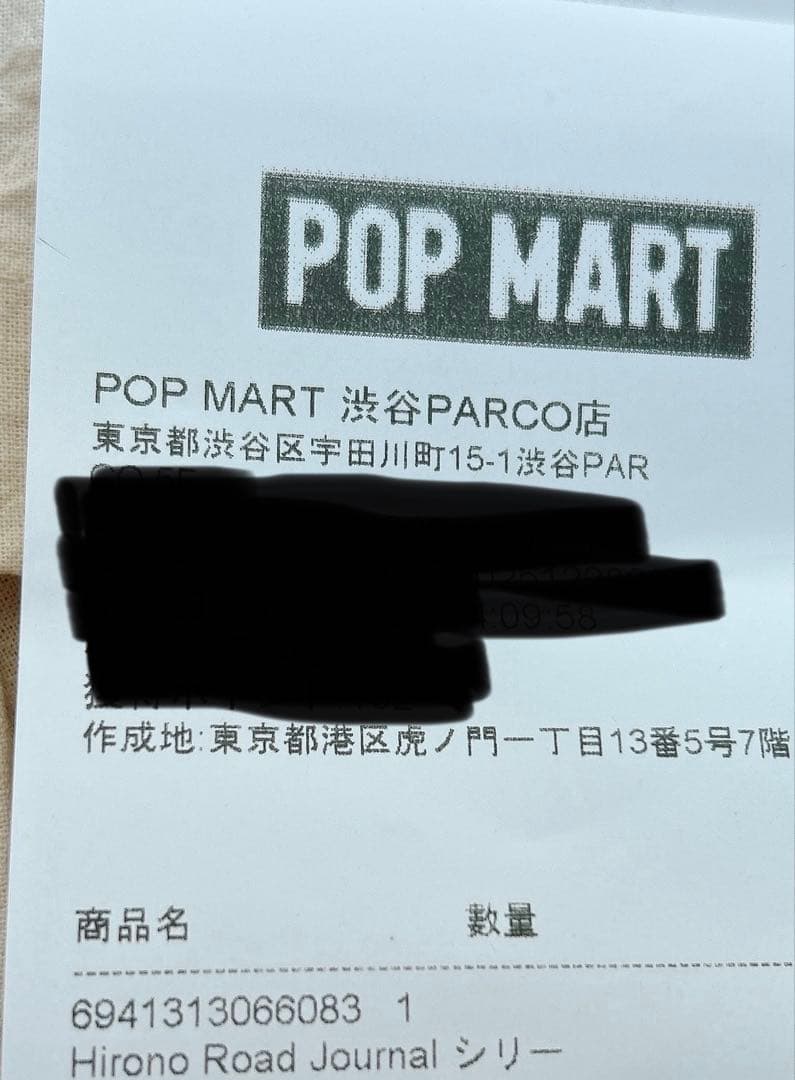 POP MART
POP MART 渋谷PARCO店
東京都渋谷区宇田川町15-1渋谷PAR
:09:58
作成地:東京都港区虎ノ門一丁目13番5号7階
商品名 數量
6941313066083 1
Hirono Road Journal シリー